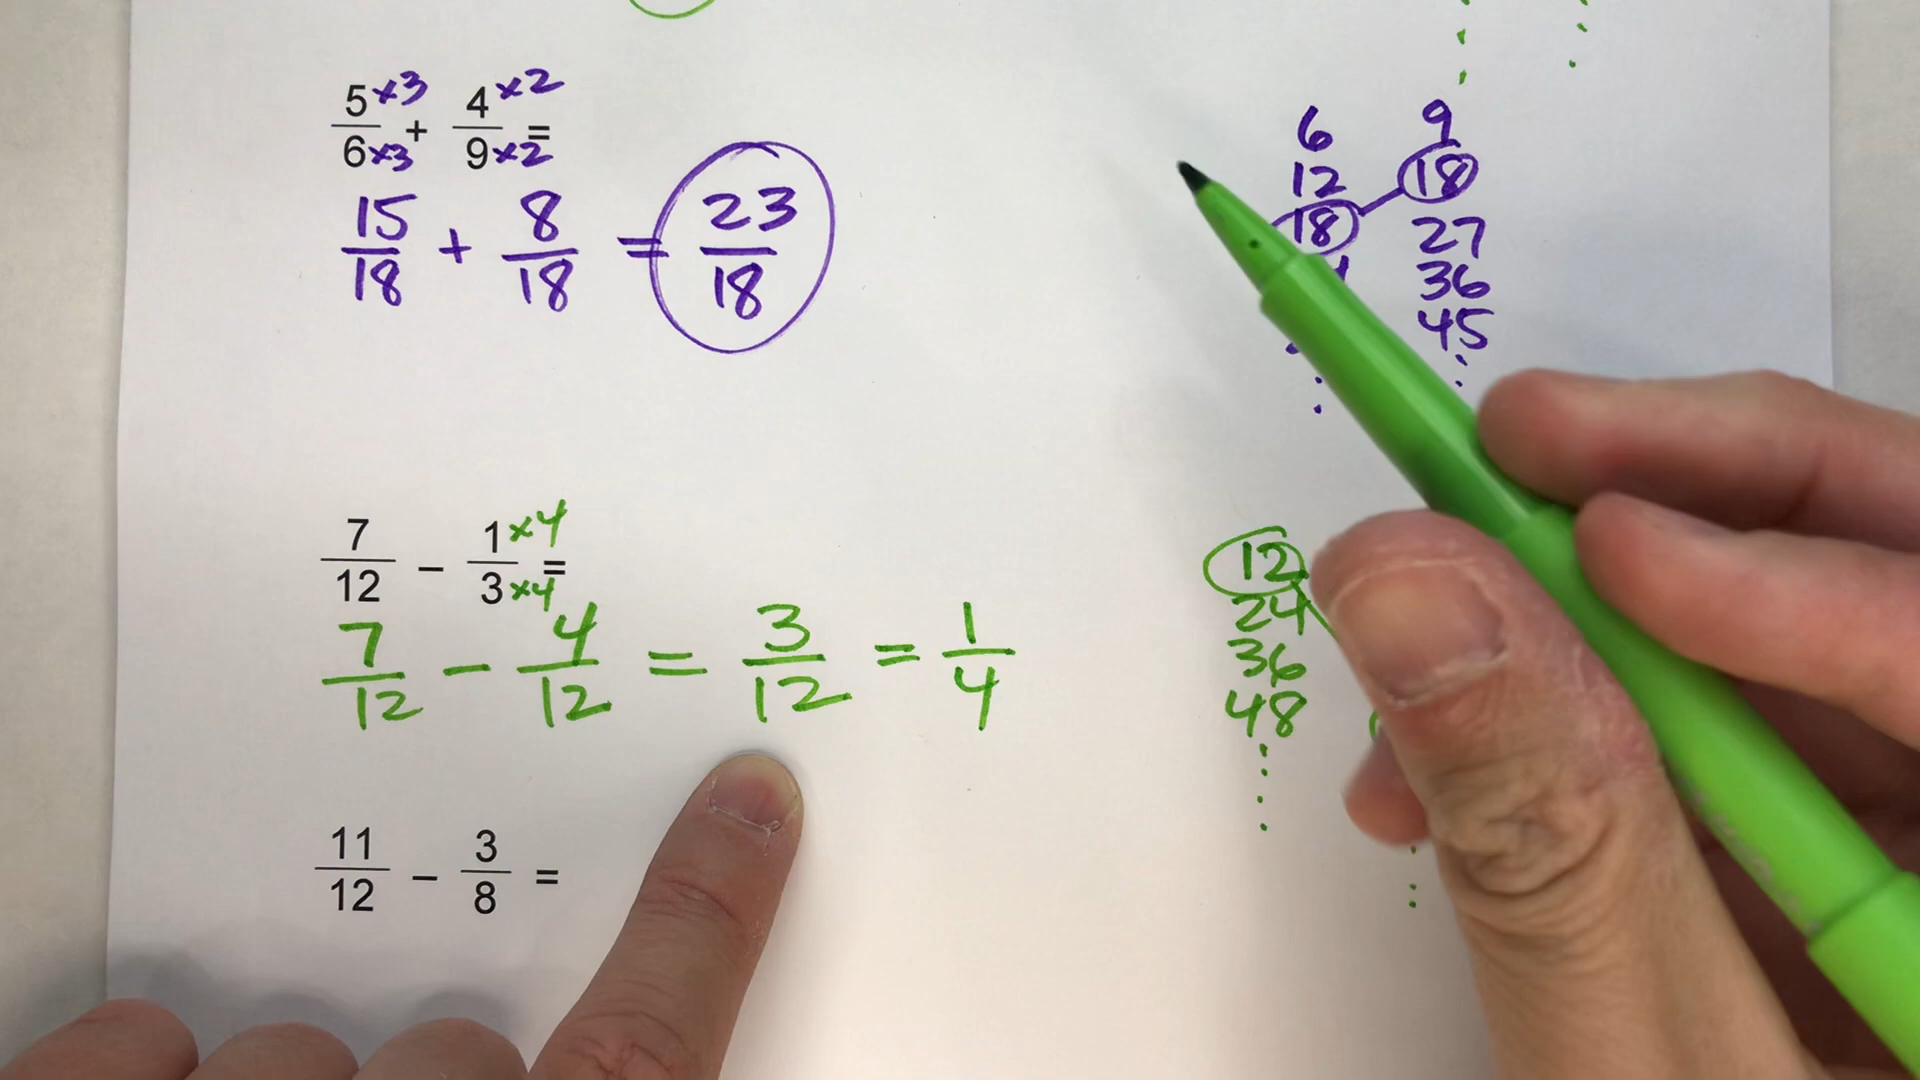 5 ×3 4 ×2
— + — =
6 ×3 9 ×2
15 8 23
— + — = —
18 18 18
6 9
12 18
18 27
36
45
7 1 ×4
— – — =
12 3 ×4
7 4 3 1
— – — = — = —
12 12 12 4
12
24
36
48
11 3
— – — =
12 8